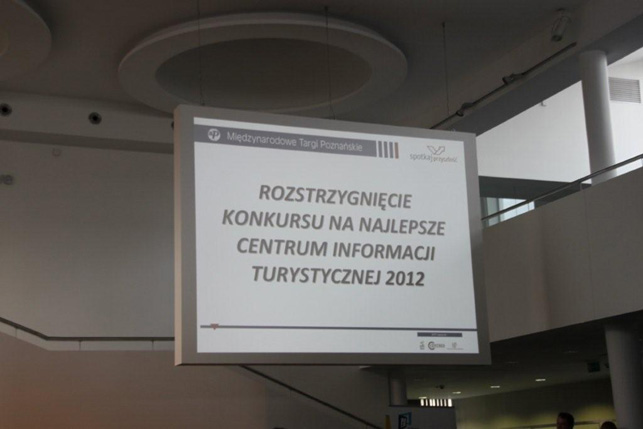 Międzynarodowe Targi Poznańskie
ROZSTRZYGNIĘCIE
KONKURSU NA NAJLEPSZE
CENTRUM INFORMACJI
TURYSTYCZNEJ 2012